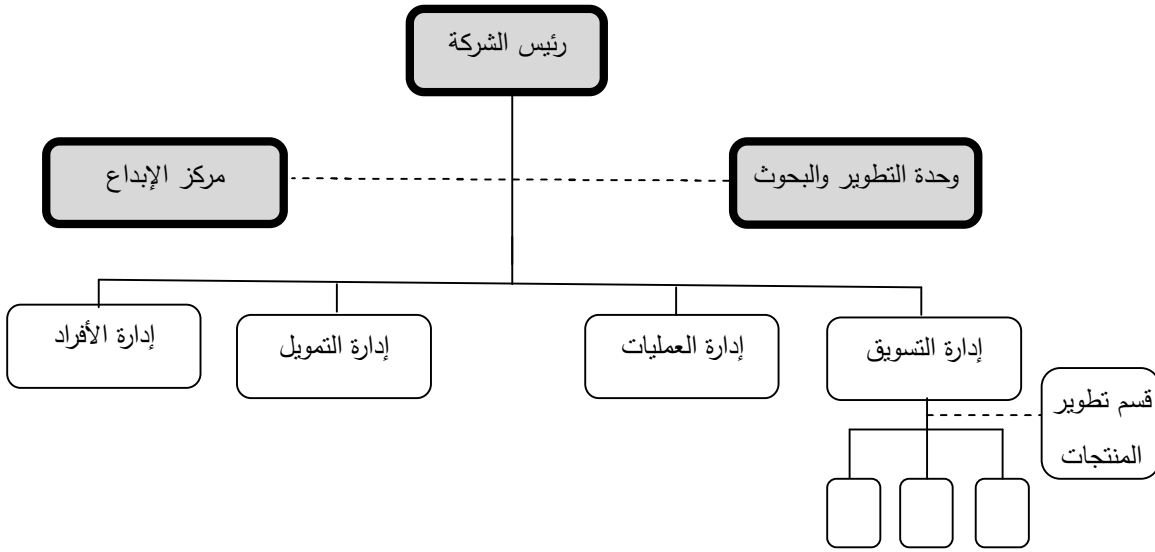 رئيس الشركة
وحدة التطوير والبحوث
مركز الإبداع
إدارة التسويق
إدارة العمليات
إدارة التمويل
إدارة الأفراد
قسم تطوير
المنتجات